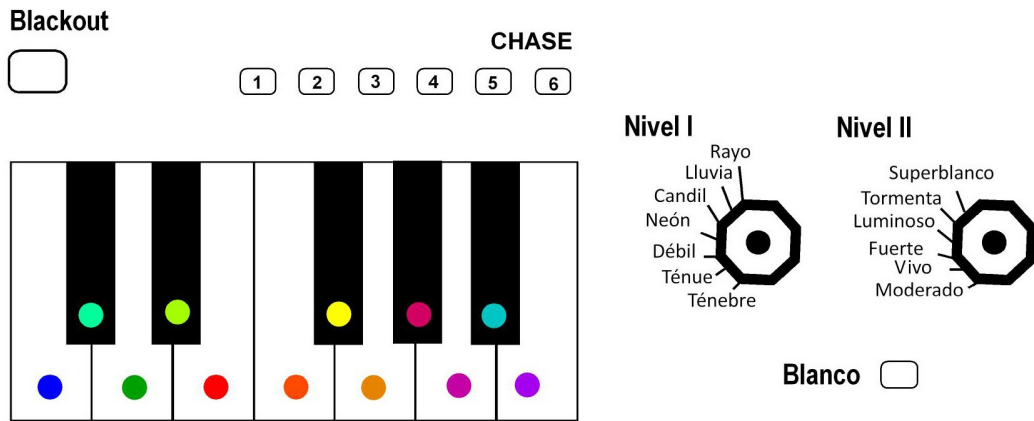 Blackout
CHASE
1 2 3 4 5 6
Nivel I
Rayo
Lluvia
Candil
Neón
Débil
Ténue
Ténebre
Nivel II
Superblanco
Tormenta
Luminoso
Fuerte
Vivo
Moderado
Blanco